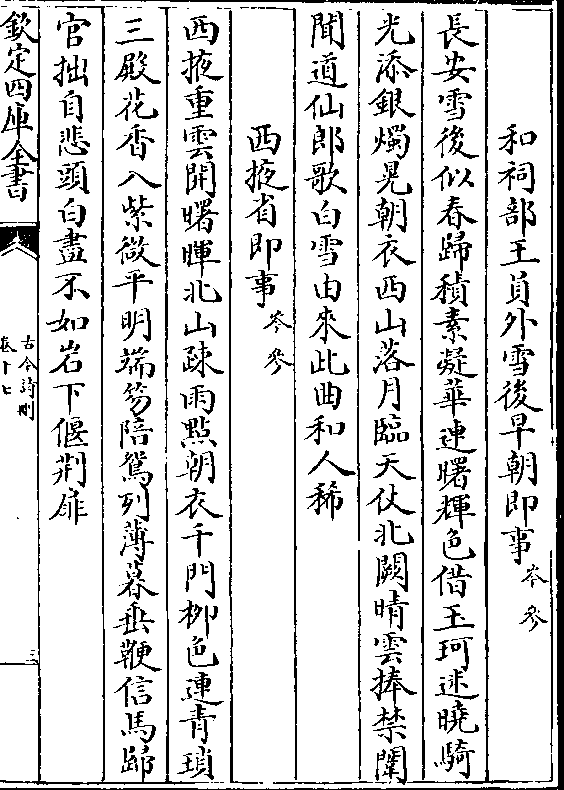 和祠部王員外雪後早朝即事 岑參
長安雪後似春歸積素凝華連曙輝色借玉珂迷曉騎
光添銀燭晃朝衣西山落月臨天仗北闕晴雲捧禁闈
聞道仙郎歌白雪由來此曲和人稀
西掖省即事 岑參
西掖重雲開曙暉北山疎雨點朝衣千門柳色連青瑣
三殿花香入紫微平明端笏陪鴛列薄暮垂鞭信馬歸
官拙自悲頭白盡不如岩下偃荆扉
欽定四庫全書
古今詩刪
卷十七
三